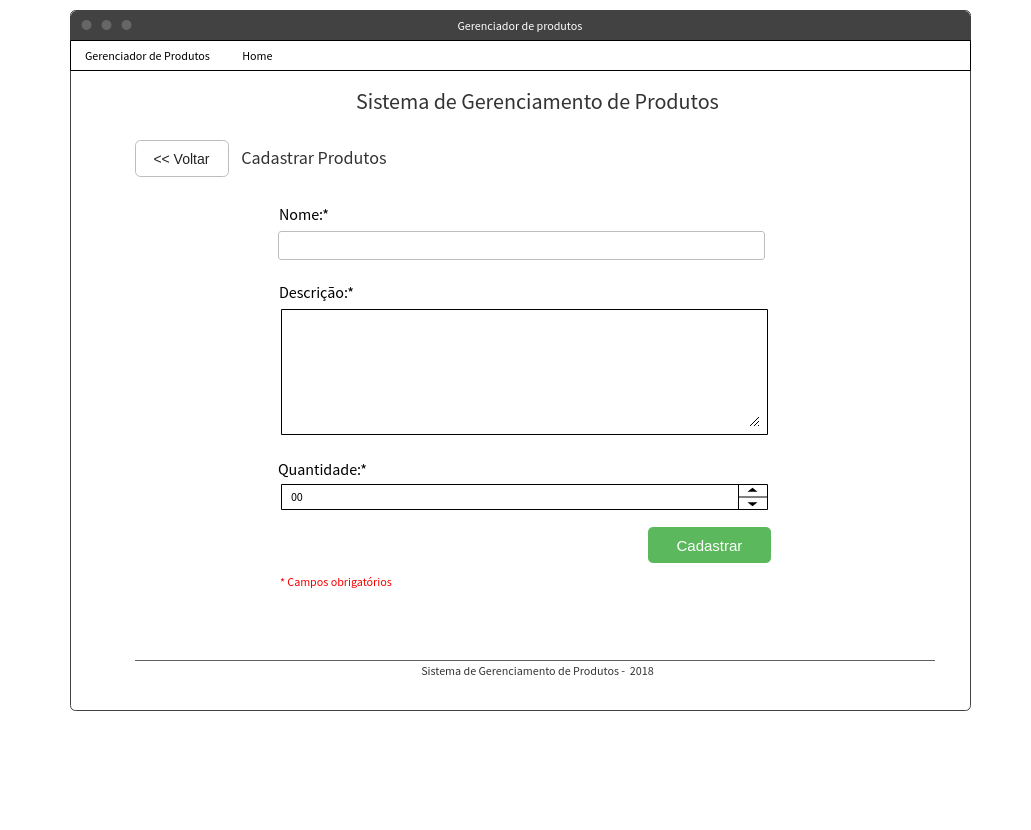 Gerenciador de produtos
Gerenciador de Produtos Home
Sistema de Gerenciamento de Produtos
<< Voltar Cadastrar Produtos
Nome:*
Descrição:*
Quantidade:*
00
Cadastrar
* Campos obrigatórios
Sistema de Gerenciamento de Produtos - 2018